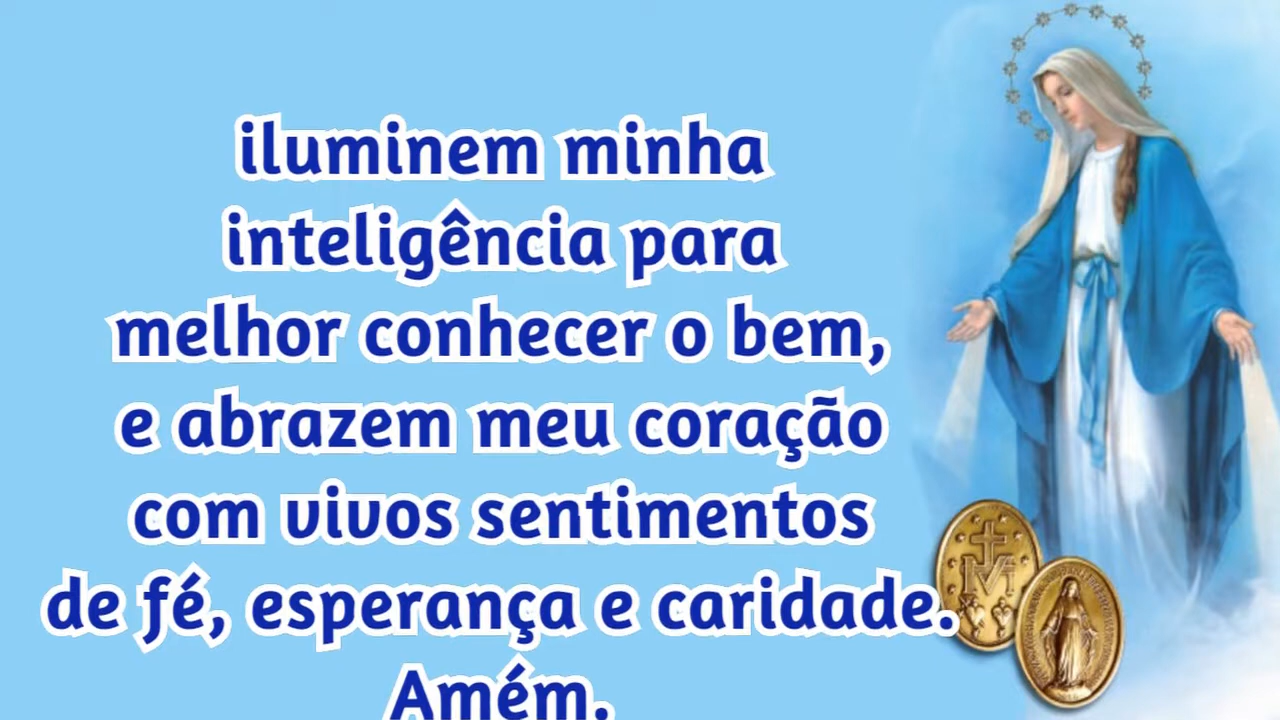 iluminem minha
inteligência para
melhor conhecer o bem,
e abrazem meu coração
com vivos sentimentos
de fé, esperança e caridade.
Amém.